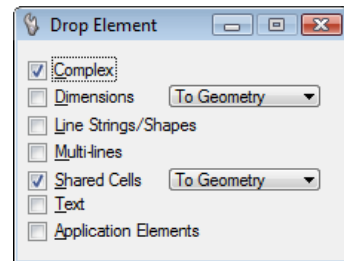 Drop Element
Complex
Dimensions To Geometry
Line Strings/Shapes
Multi-lines
Shared Cells To Geometry
Text
Application Elements